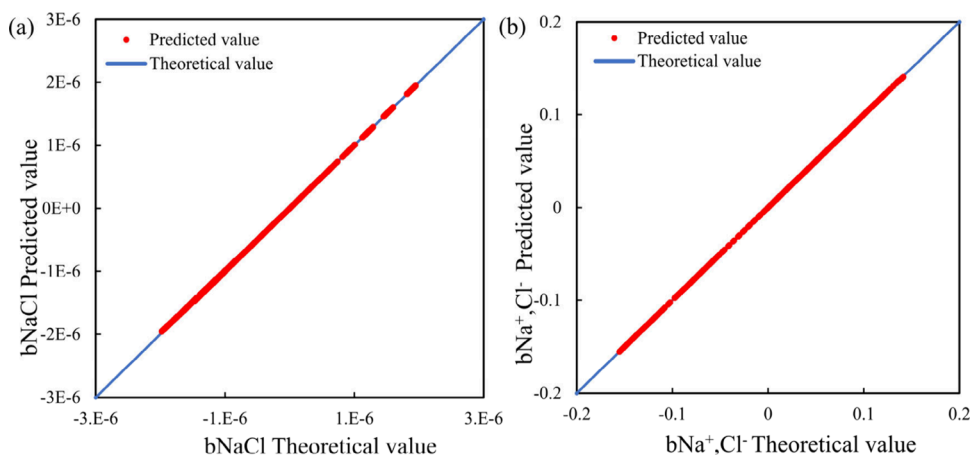 (a)
3E-6
2E-6
1E-6
0E+0
-1E-6
-2E-6
-3E-6
bNaCl Predicted value
Predicted value
Theoretical value
-3.E-6
-1.E-6
1.E-6
3.E-6
bNaCl Theoretical value
(b)
0.2
0.1
0
-0.1
-0.2
bNa⁺,Cl⁻ Predicted value
Predicted value
Theoretical value
-0.2
-0.1
0
0.1
0.2
bNa⁺,Cl⁻ Theoretical value